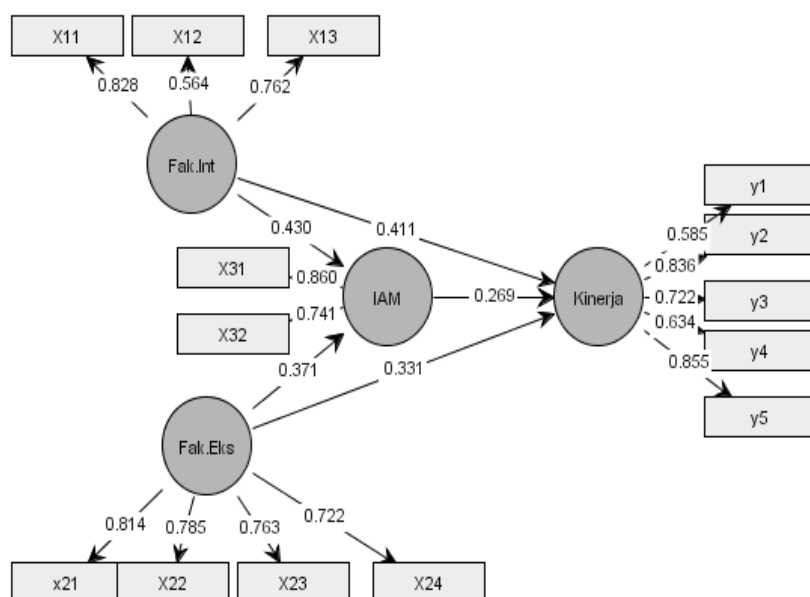 X11
X12
X13
0.828
0.564
0.762
Fak.Int
0.430
0.411
X31
0.860
X32
0.741
IAM
0.269
Kinerja
0.371
0.331
y1
0.585
y2
0.836
0.722
y3
0.634
y4
0.855
y5
Fak.Eks
0.814
0.785
0.763
0.722
x21
X22
X23
X24